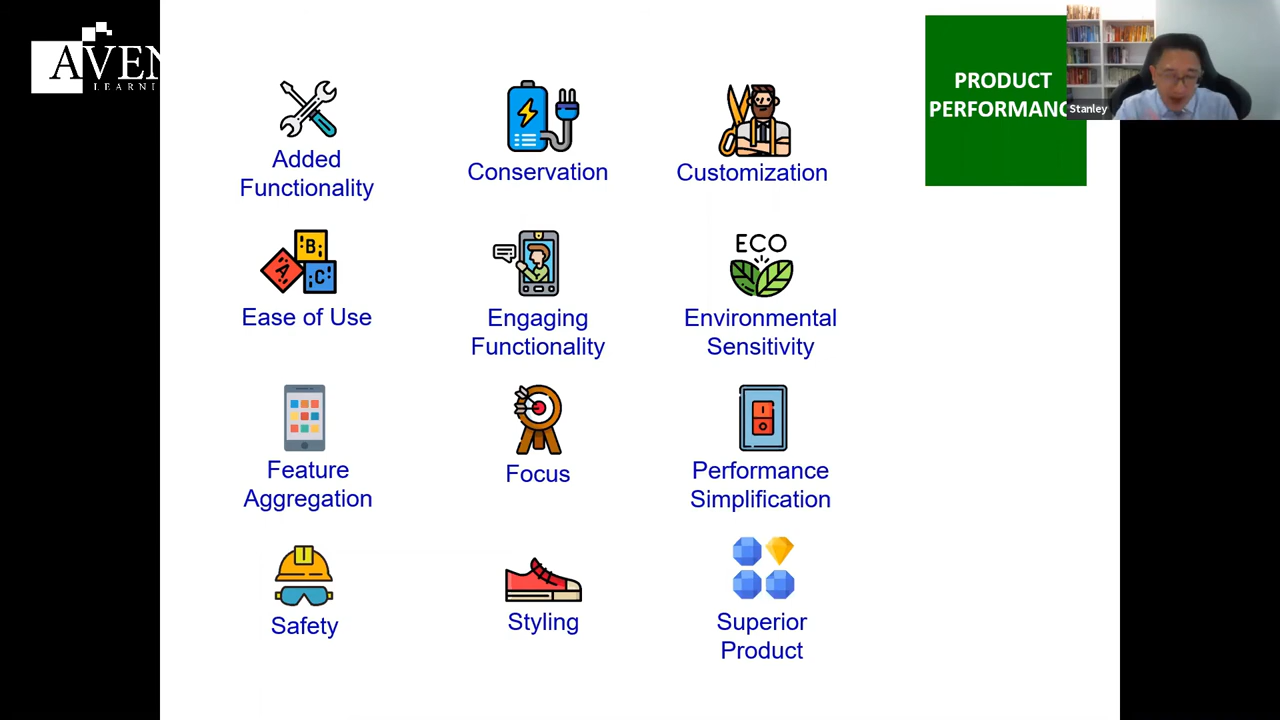 AVEN
LEARNI
PRODUCT
PERFORMANC
Stanley
Added
Functionality
Conservation
Customization
B
A
C
Ease of Use
Engaging
Functionality
ECO
Environmental
Sensitivity
Feature
Aggregation
Focus
Performance
Simplification
Safety
Styling
Superior
Product